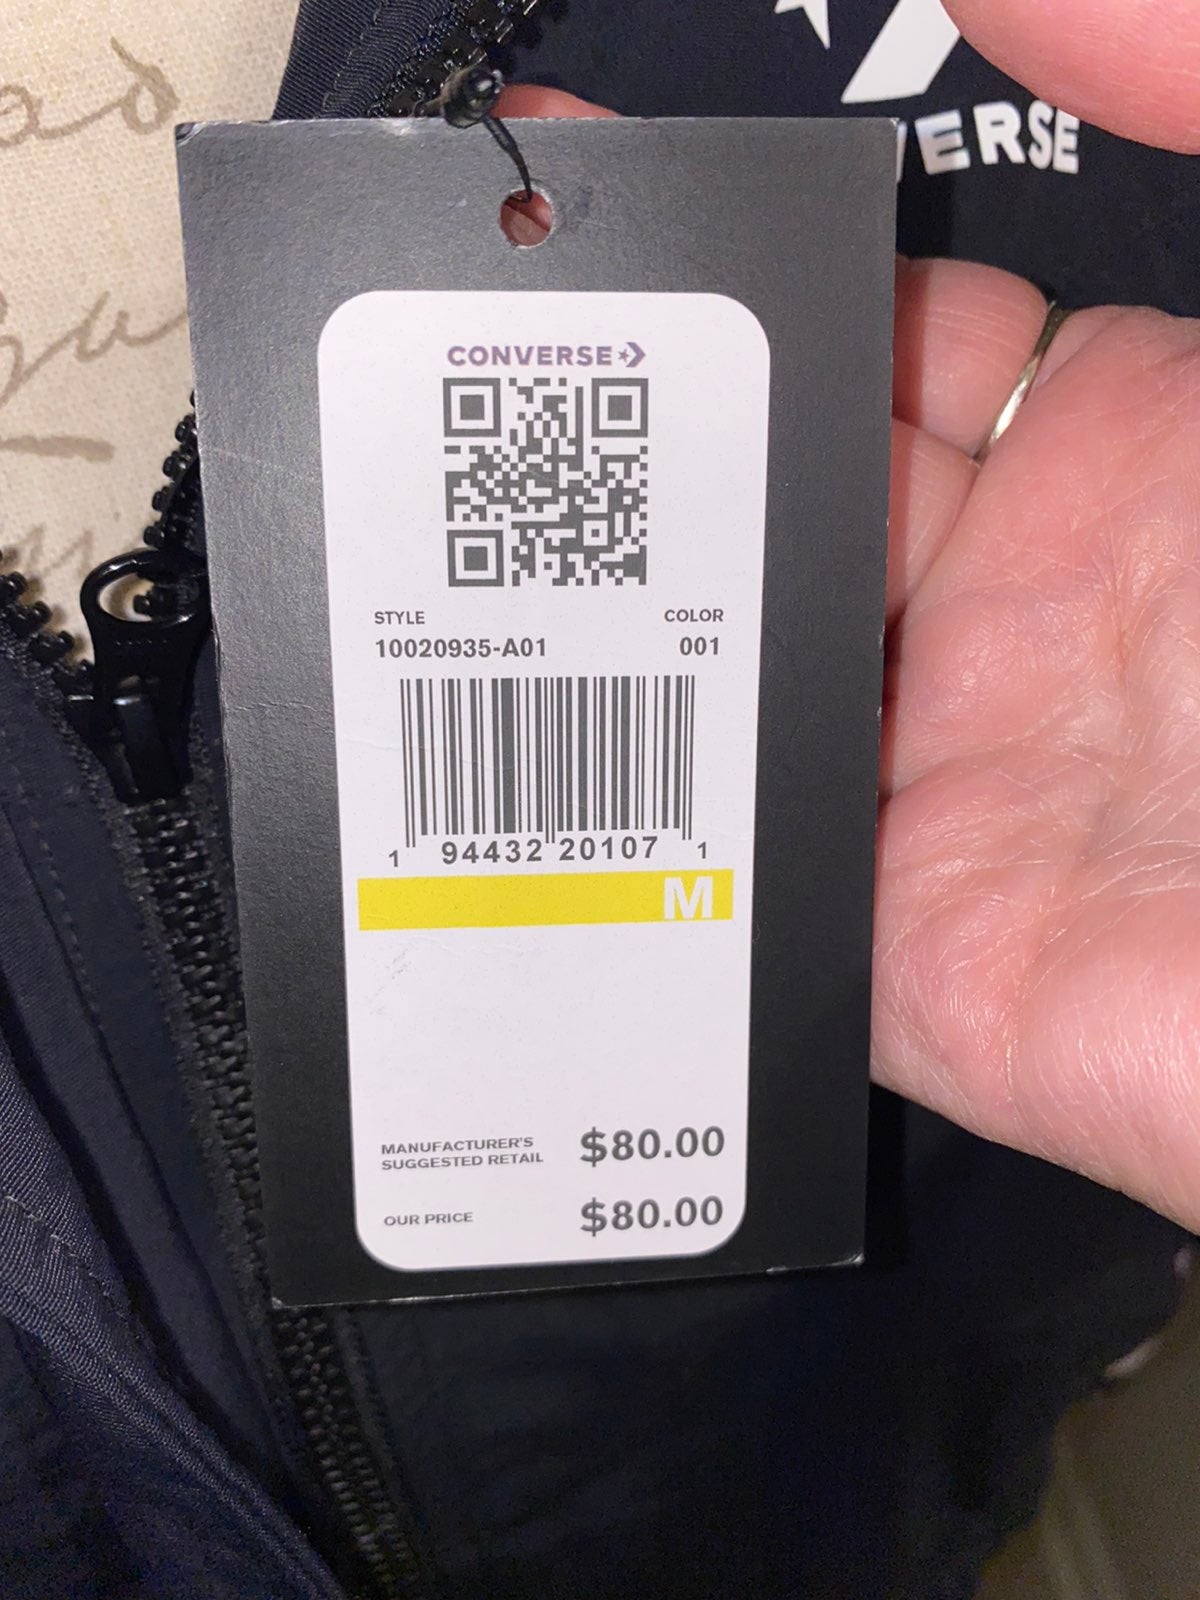 ERSE
CONVERSE
STYLE COLOR
10020935-A01 001
1 94432 20107 1
M
MANUFACTURER'S
SUGGESTED RETAIL $80.00
OUR PRICE $80.00